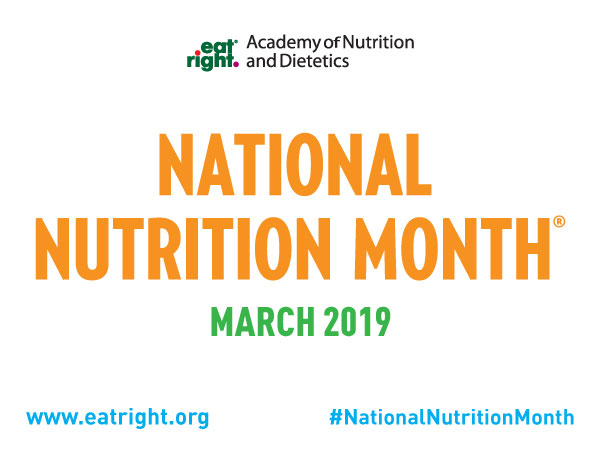 eat right. Academy of Nutrition
and Dietetics
NATIONAL
NUTRITION MONTH®
MARCH 2019
www.eatright.org #NationalNutritionMonth